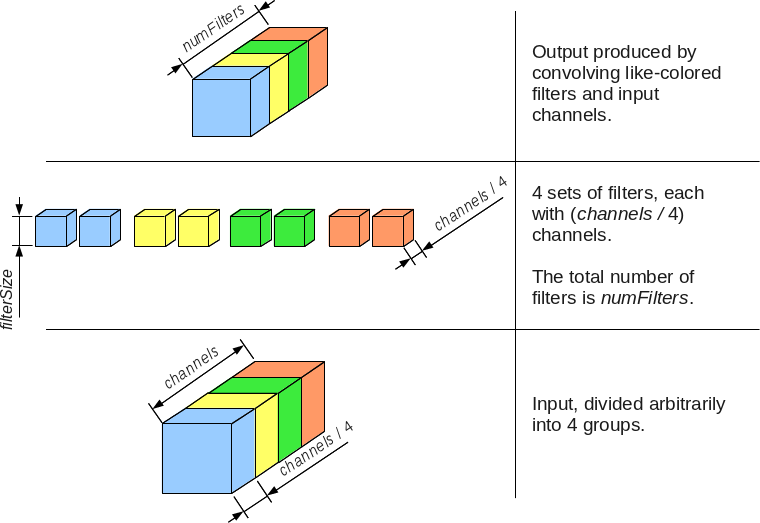 numFilters
Output produced by
convolving like-colored
filters and input
channels.
channels / 4
filterSize
4 sets of filters, each
with (channels / 4)
channels.
The total number of
filters is numFilters.
channels
channels / 4
Input, divided arbitrarily
into 4 groups.